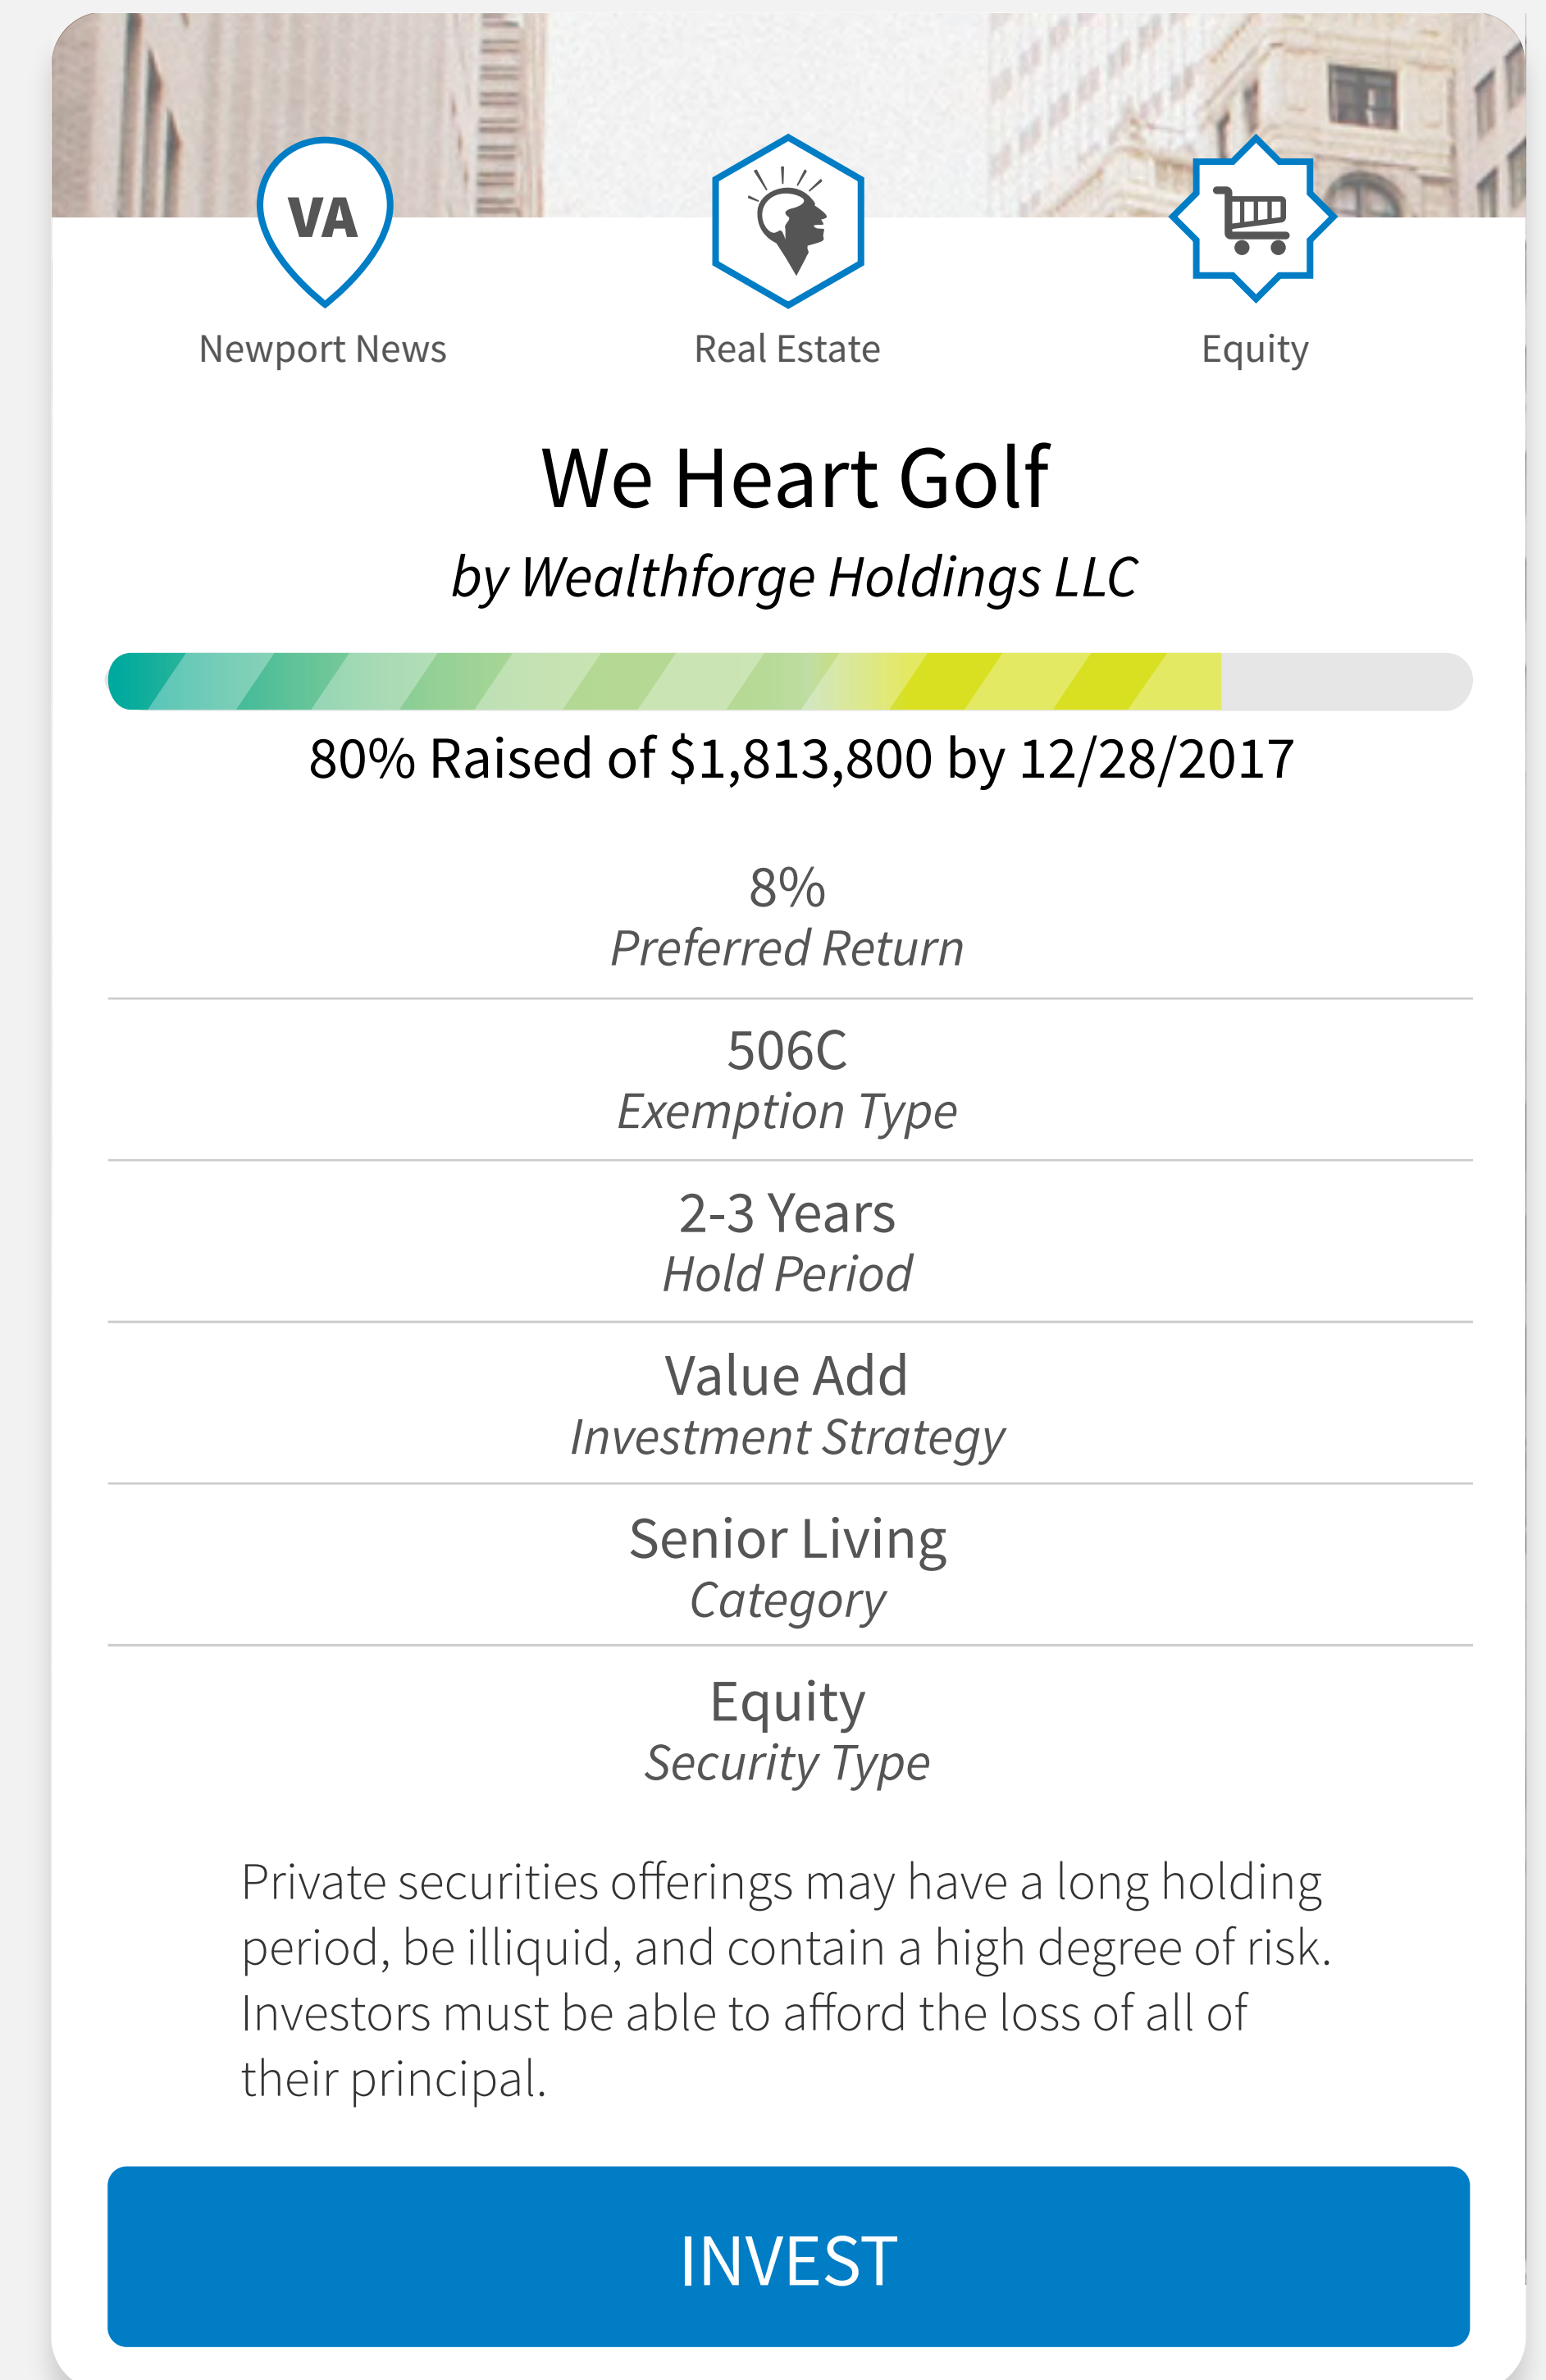 VA
Newport News
Real Estate
Equity
We Heart Golf
by Wealthforge Holdings LLC
80% Raised of $1,813,800 by 12/28/2017
8%
Preferred Return
506C
Exemption Type
2-3 Years
Hold Period
Value Add
Investment Strategy
Senior Living
Category
Equity
Security Type
Private securities offerings may have a long holding
period, be illiquid, and contain a high degree of risk.
Investors must be able to afford the loss of all of
their principal.
INVEST